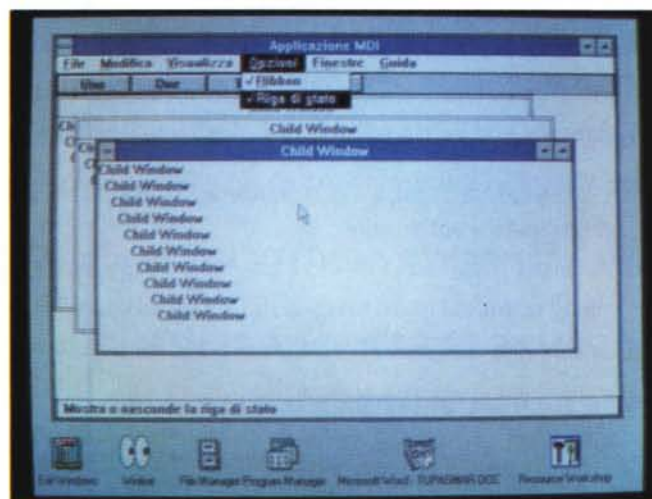 Applicazione MDI
File Modifica Visualizza Opzioni Finestre Guida
Uno Due
✓Ribbon
✓Riga di stato
Child Window
Child Window
Child Window
Child Window
Child Window
Child Window
Child Window
Child Window
Child Window
Child Window
Child Window
Child Window
Mostra o nasconde la riga di stato
File Manager Program Manager Microsoft Word - Resource Workshop